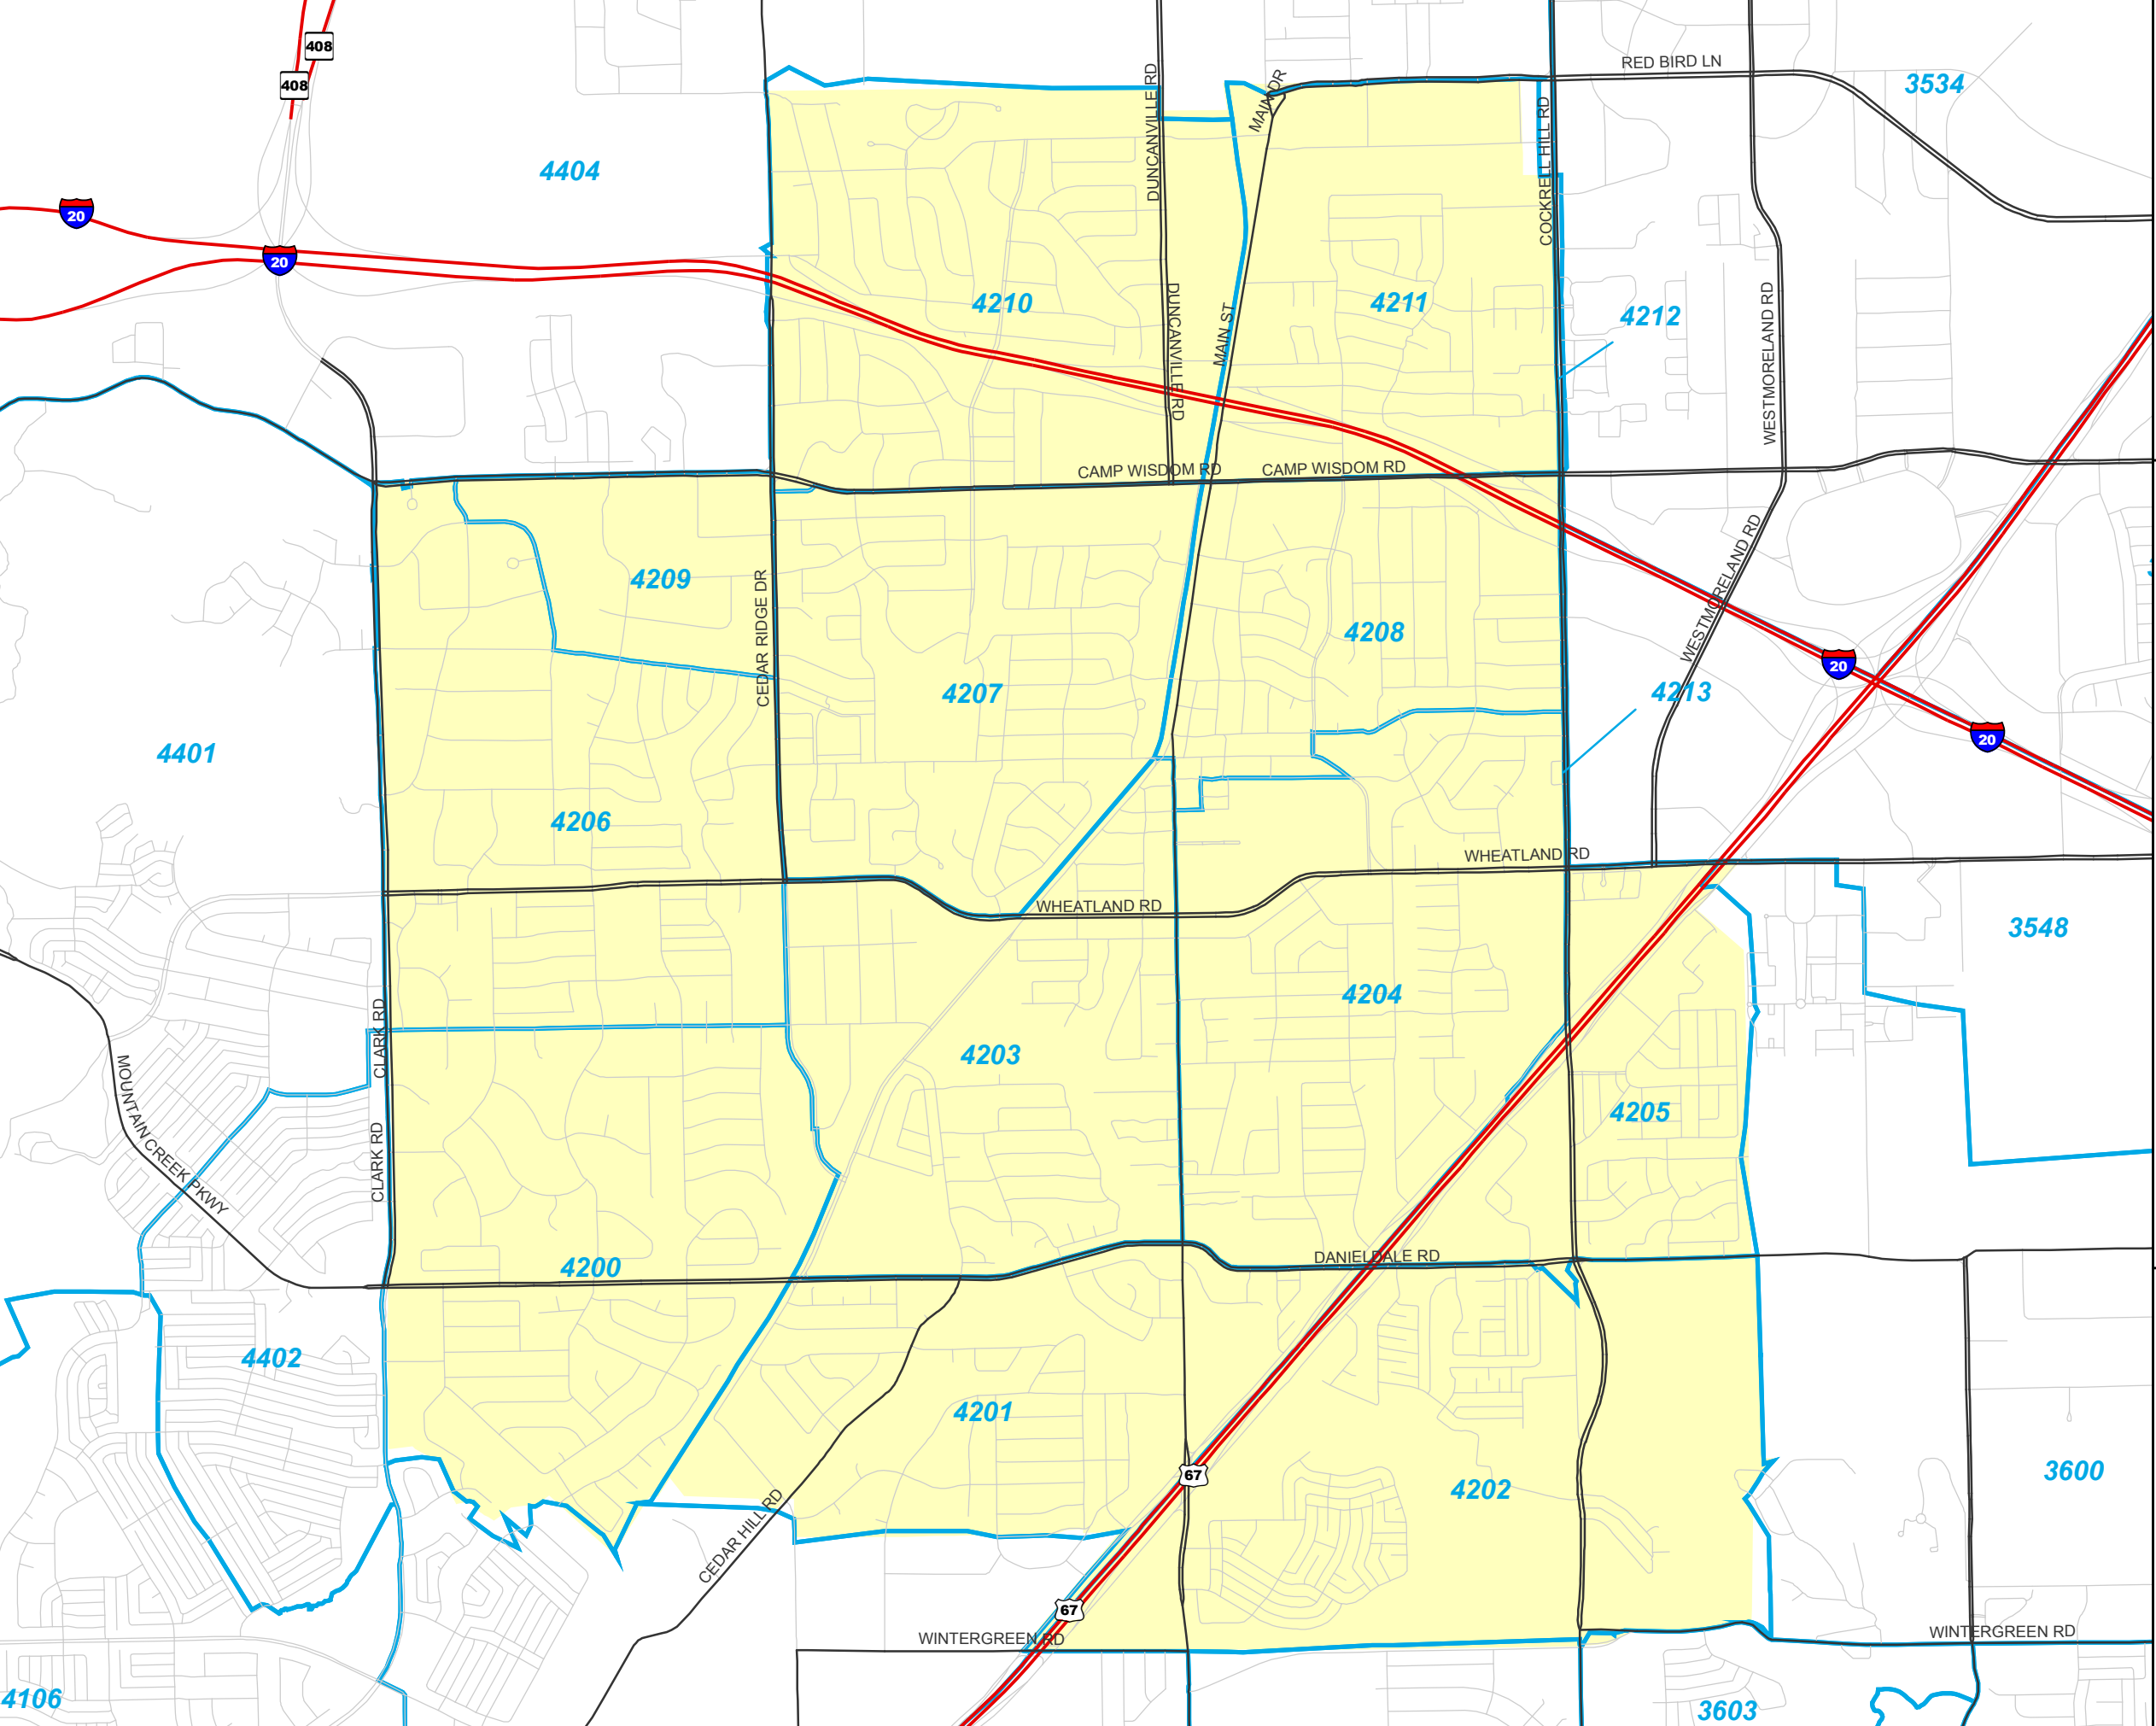 408
RED BIRD LN
408
3534
DUNCANVILLE RD
MAIN DR
COCKRELL HILL RD
4404
20
20
4210
4211
4212
DUNCANVILLE RD
MAIN ST
WESTMORELAND RD
CAMP WISDOM RD
CAMP WISDOM RD
4209
CEDAR RIDGE DR
4208
WESTMORELAND RD
20
4207
4213
20
4401
4206
WHEATLAND RD
WHEATLAND RD
3548
4204
CLARK RD
4203
MOUNTAIN CREEK PKWY
4205
CLARK RD
4200
DANIELDALE RD
4402
4201
67
4202
3600
CEDAR HILL RD
67
WINTERGREEN RD
WINTERGREEN RD
4106
3603